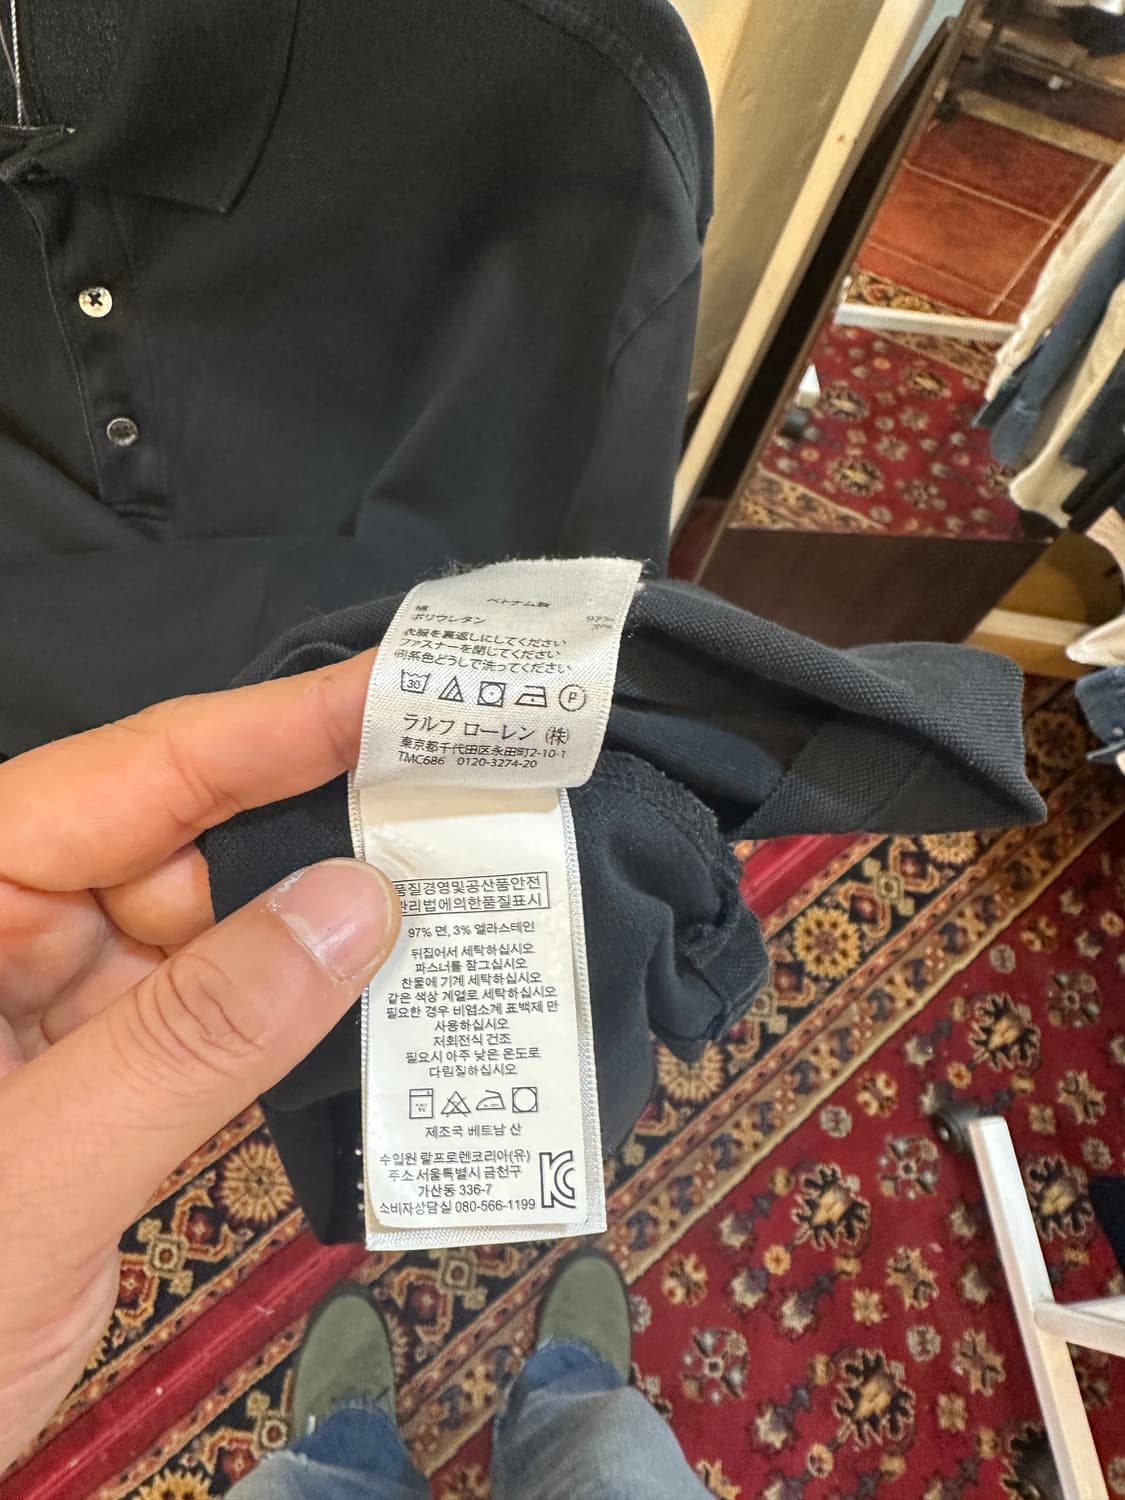 ベトナム製
綿 97%
ポリウレタン 3%
衣服を裏返しにしてください
ファスナーを閉じてください
同系色どうしで洗ってください
30 P
ラルフ ローレン (株)
東京都千代田区永田町2-10-1
TMC686 0120-3274-20
품질경영및공산품안전
관리법에의한품질표시
97% 면, 3% 엘라스테인
뒤집어서 세탁하십시오
파스너를 잠그십시오
찬물에 기계 세탁하십시오
같은 색상 계열로 세탁하십시오
필요한 경우 비염소계 표백제 만
사용하십시오
저회전식 건조
필요시 아주 낮은 온도로
다림질하십시오
제조국 베트남 산
수입원 랄프로렌코리아(유)
주소 서울특별시 금천구
가산동 336-7
소비자상담실 080-566-1199
KC